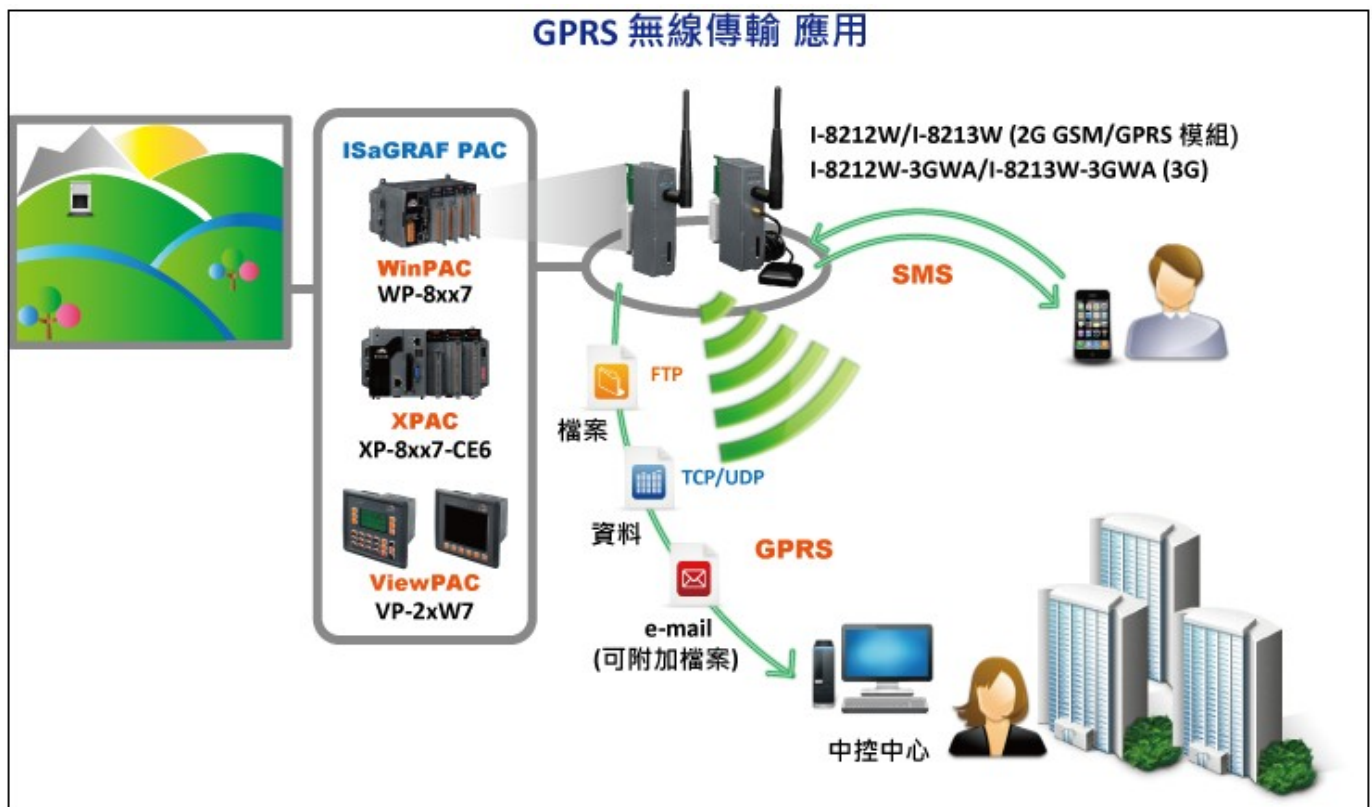 GPRS 無線傳輸 應用
I-8212W/I-8213W (2G GSM/GPRS 模組)
I-8212W-3GWA/I-8213W-3GWA (3G)
ISaGRAF PAC
WinPAC
WP-8xx7
XPAC
XP-8xx7-CE6
ViewPAC
VP-2xW7
SMS
FTP
檔案
TCP/UDP
資料
GPRS
e-mail
(可附加檔案)
中控中心